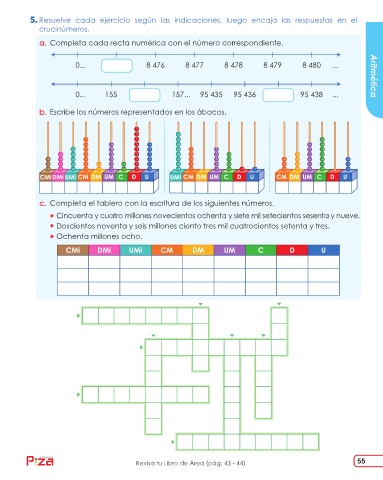 5. Resuelve cada ejercicio según las indicaciones, luego encaja las respuestas en el
crucinúmeros.
a. Completa cada recta numérica con el número correspondiente.
0... 8 476 8 477 8 478 8 479 8 480 ...
0... 155 157... 95 435 95 436 95 438 ...
b. Escribe los números representados en los ábacos.
CMi DMi UMi CM DM UM C D U UMi CM DM UM C D U CM DM UM C D U
c. Completa el tablero con la escritura de los siguientes números.
Cincuenta y cuatro millones novecientos ochenta y siete mil setecientos sesenta y nueve.
Doscientos noventa y seis millones ciento tres mil cuatrocientos setenta y tres.
Ochenta millones ocho.
CMi DMi UMi CM DM UM C D U
Aritmética
Piza
Revisa tu Libro de Área (pág. 43 - 44)
55